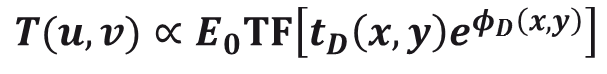 T(u, v) ∝ E₀TF[t_D(x, y)e^{ϕ_D(x,y)}]